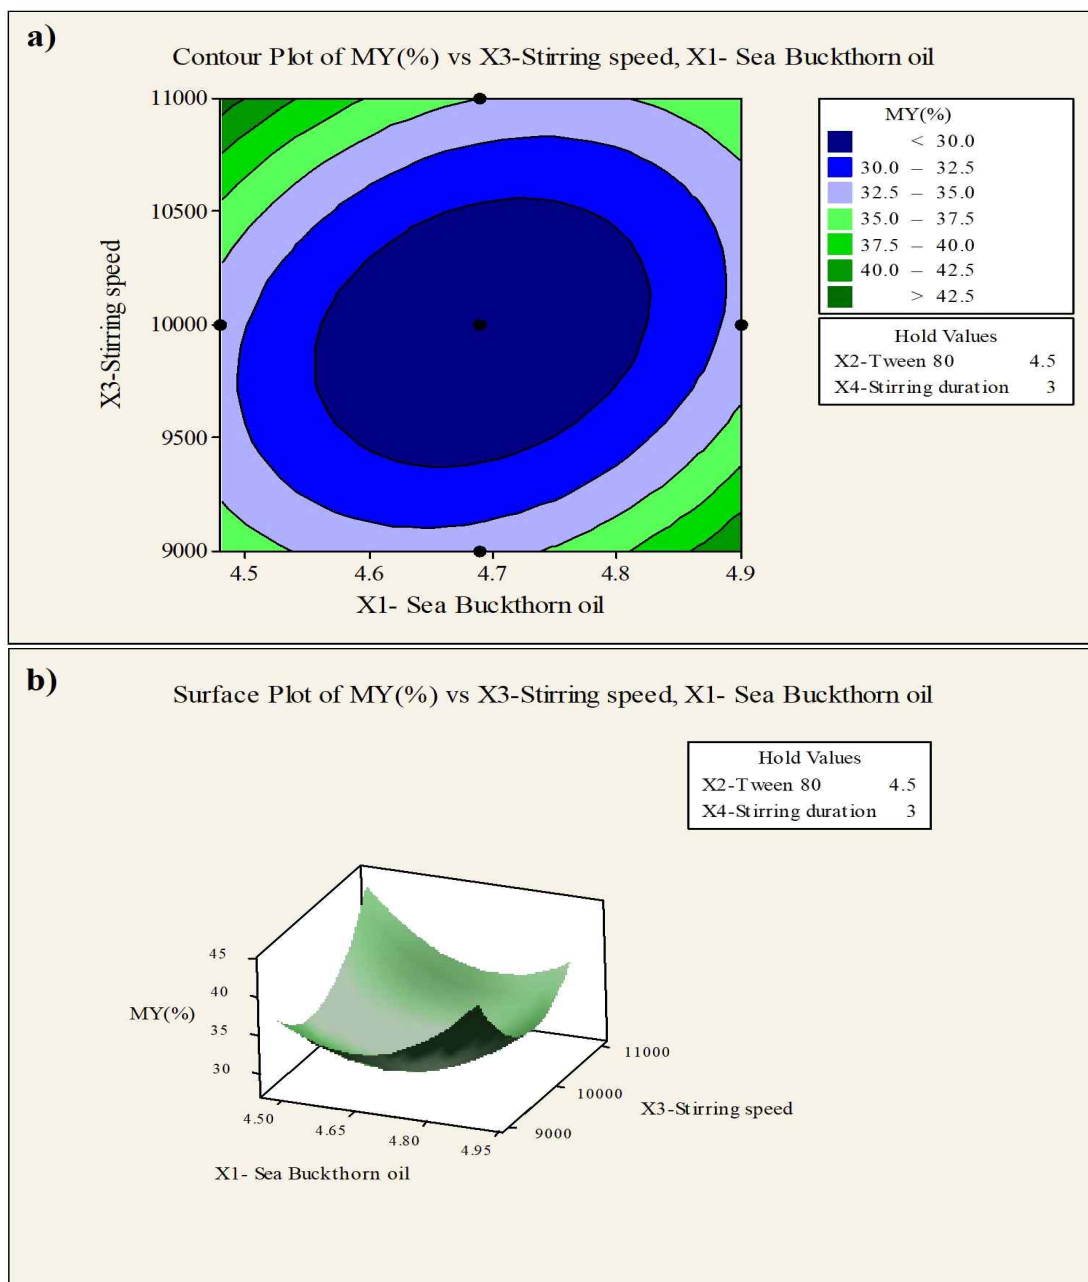 a)
Contour Plot of MY(%) vs X3-Stirring speed, X1- Sea Buckthorn oil
11000
10500
10000
9500
9000
X3-Stirring speed
4.5 4.6 4.7 4.8 4.9
X1- Sea Buckthorn oil
MY(%)
< 30.0
30.0 – 32.5
32.5 – 35.0
35.0 – 37.5
37.5 – 40.0
40.0 – 42.5
> 42.5
Hold Values
X2-Tween 80 4.5
X4-Stirring duration 3
b)
Surface Plot of MY(%) vs X3-Stirring speed, X1- Sea Buckthorn oil
Hold Values
X2-Tween 80 4.5
X4-Stirring duration 3
45
40
MY(%)
35
30
4.50
4.65
4.80
4.95
X1- Sea Buckthorn oil
11000
10000
9000
X3-Stirring speed